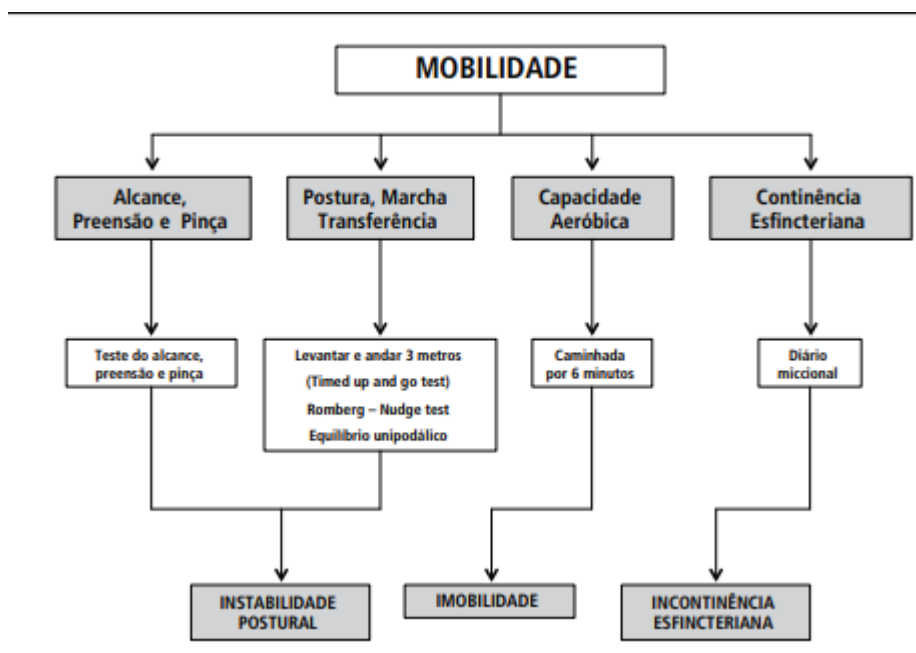 MOBILIDADE
Alcance,
Preensão e Pinça
Postura, Marcha
Transferência
Capacidade
Aeróbica
Continência
Esfincteriana
Teste do alcance,
preensão e pinça
Levantar e andar 3 metros
(Timed up and go test)
Romberg – Nudge test
Equilíbrio unipodálico
Caminhada
por 6 minutos
Diário
miccional
INSTABILIDADE
POSTURAL
IMOBILIDADE
INCONTINÊNCIA
ESFINCTERIANA